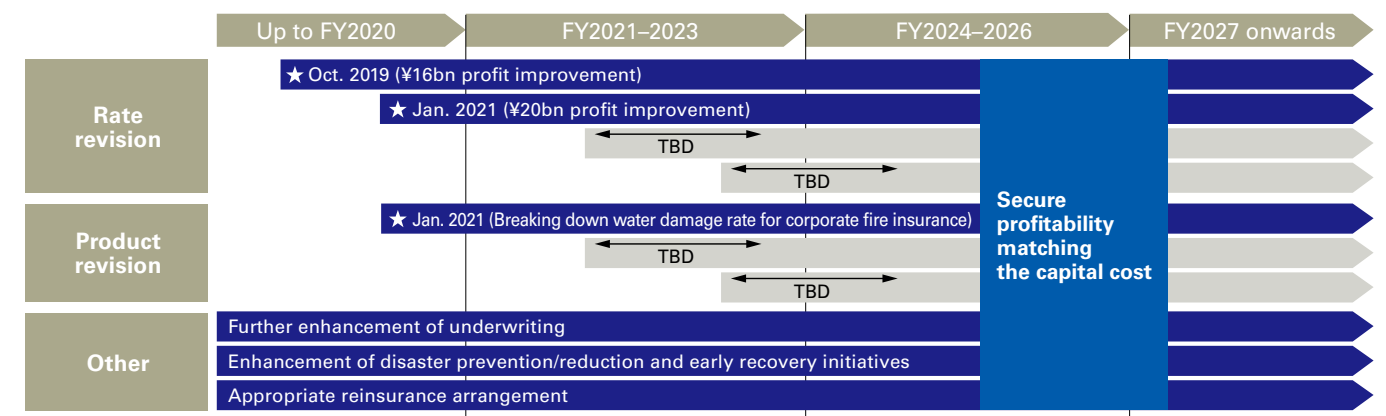 Up to FY2020
FY2021–2023
FY2024–2026
FY2027 onwards
Rate
revision
★ Oct. 2019 (¥16bn profit improvement)
★ Jan. 2021 (¥20bn profit improvement)
TBD
TBD
Product
revision
★ Jan. 2021 (Breaking down water damage rate for corporate fire insurance)
TBD
TBD
Secure
profitability
matching
the capital cost
Other
Further enhancement of underwriting
Enhancement of disaster prevention/reduction and early recovery initiatives
Appropriate reinsurance arrangement